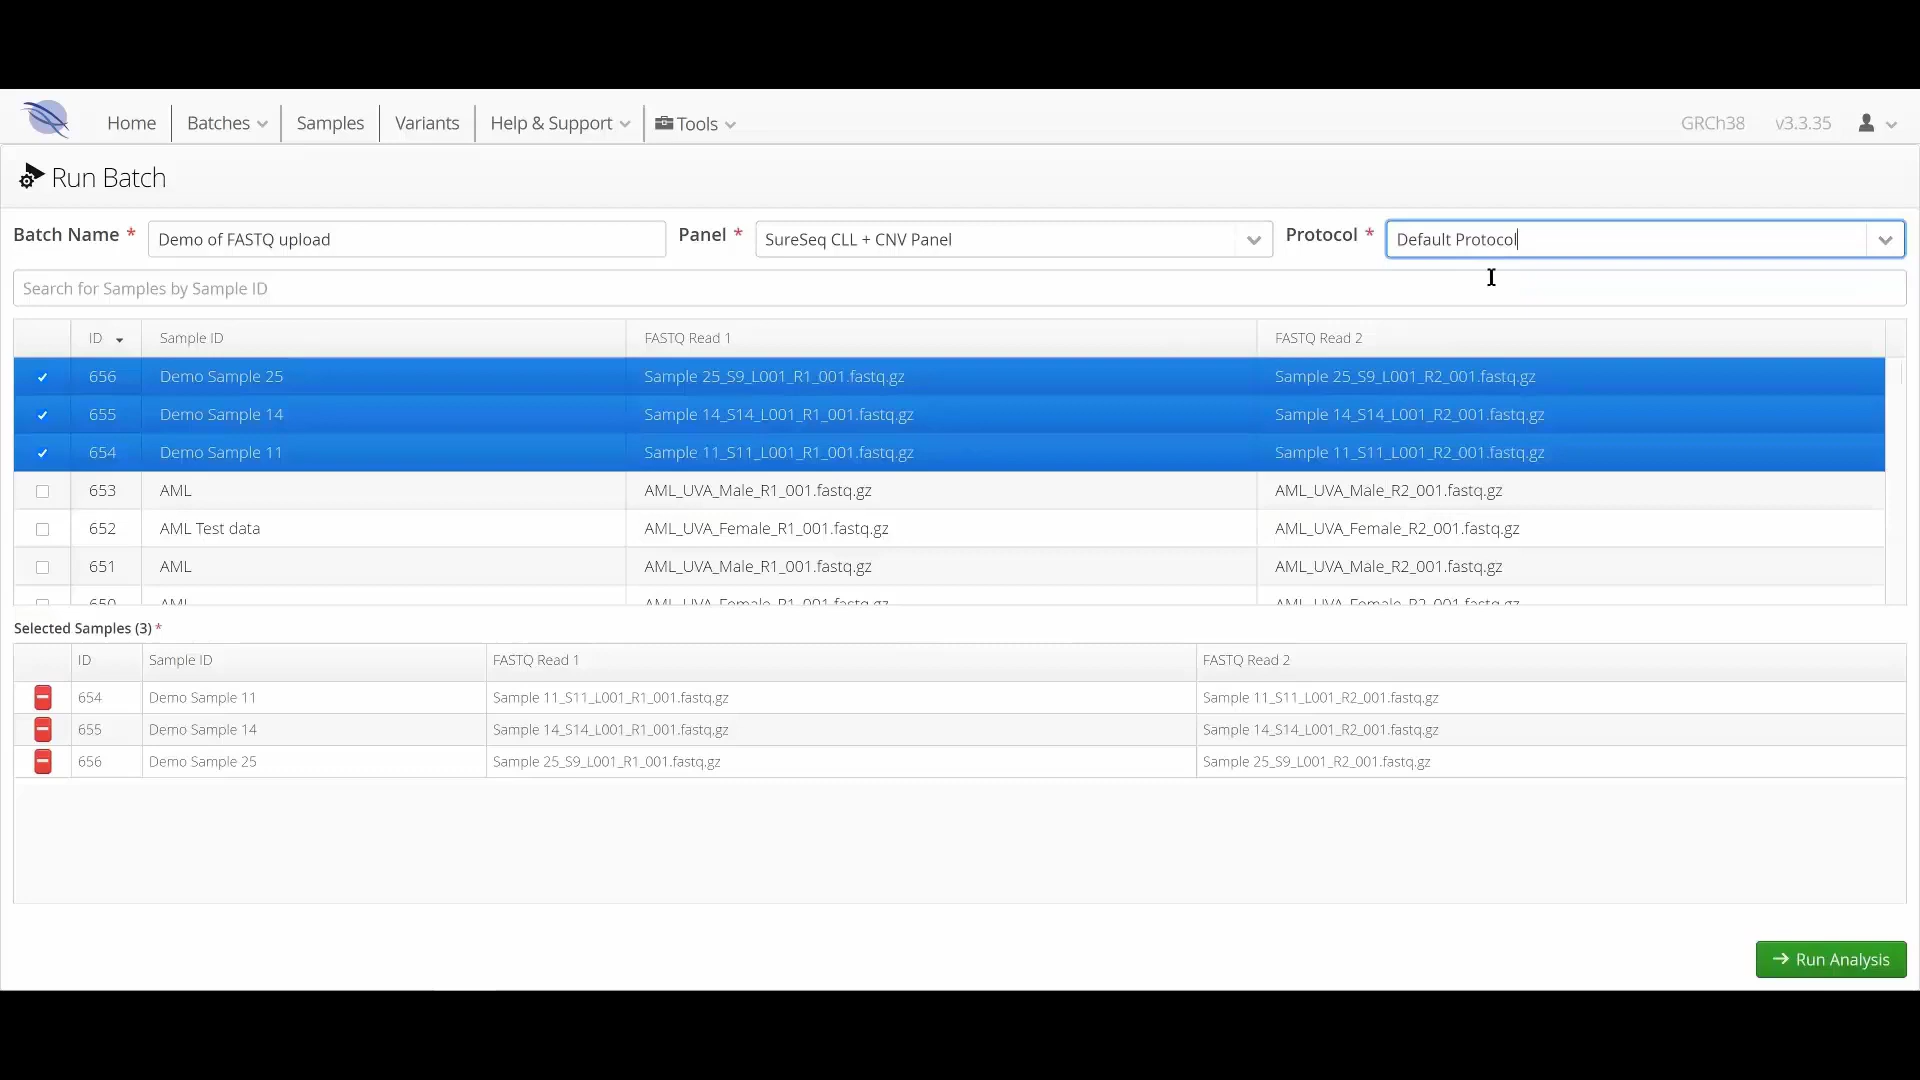 Home Batches Samples Variants Help & Support Tools GRCh38 v3.3.35
Run Batch
Batch Name * Demo of FASTQ upload Panel * SureSeq CLL + CNV Panel Protocol * Default Protocol
Search for Samples by Sample ID
ID Sample ID FASTQ Read 1 FASTQ Read 2
656 Demo Sample 25 Sample 25_S9_L001_R1_001.fastq.gz Sample 25_S9_L001_R2_001.fastq.gz
655 Demo Sample 14 Sample 14_S14_L001_R1_001.fastq.gz Sample 14_S14_L001_R2_001.fastq.gz
654 Demo Sample 11 Sample 11_S11_L001_R1_001.fastq.gz Sample 11_S11_L001_R2_001.fastq.gz
653 AML AML_UVA_Male_R1_001.fastq.gz AML_UVA_Male_R2_001.fastq.gz
652 AML Test data AML_UVA_Female_R1_001.fastq.gz AML_UVA_Female_R2_001.fastq.gz
651 AML AML_UVA_Male_R1_001.fastq.gz AML_UVA_Male_R2_001.fastq.gz
650 AML AML_UVA_Female_R1_001.fastq.gz AML_UVA_Female_R2_001.fastq.gz
Selected Samples (3) *
ID Sample ID FASTQ Read 1 FASTQ Read 2
654 Demo Sample 11 Sample 11_S11_L001_R1_001.fastq.gz Sample 11_S11_L001_R2_001.fastq.gz
655 Demo Sample 14 Sample 14_S14_L001_R1_001.fastq.gz Sample 14_S14_L001_R2_001.fastq.gz
656 Demo Sample 25 Sample 25_S9_L001_R1_001.fastq.gz Sample 25_S9_L001_R2_001.fastq.gz
Run Analysis